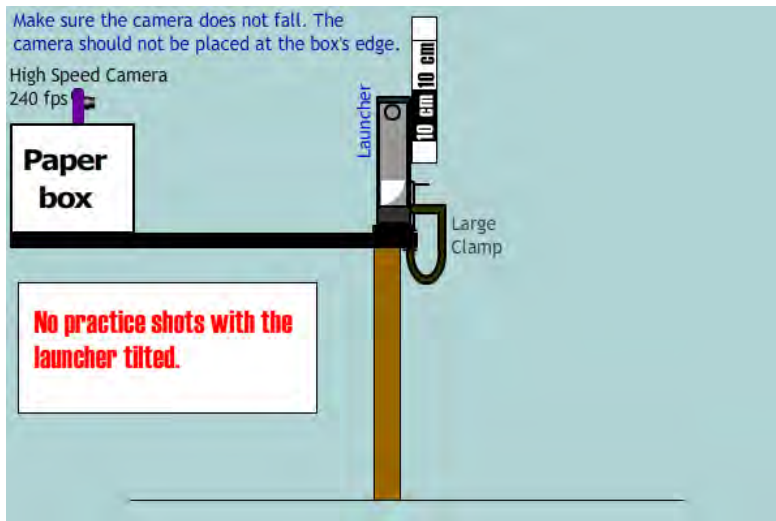 Make sure the camera does not fall. The
camera should not be placed at the box's edge.
High Speed Camera
240 fps
Launcher
10 cm 10 cm
Paper
box
Large
Clamp
No practice shots with the
launcher tilted.